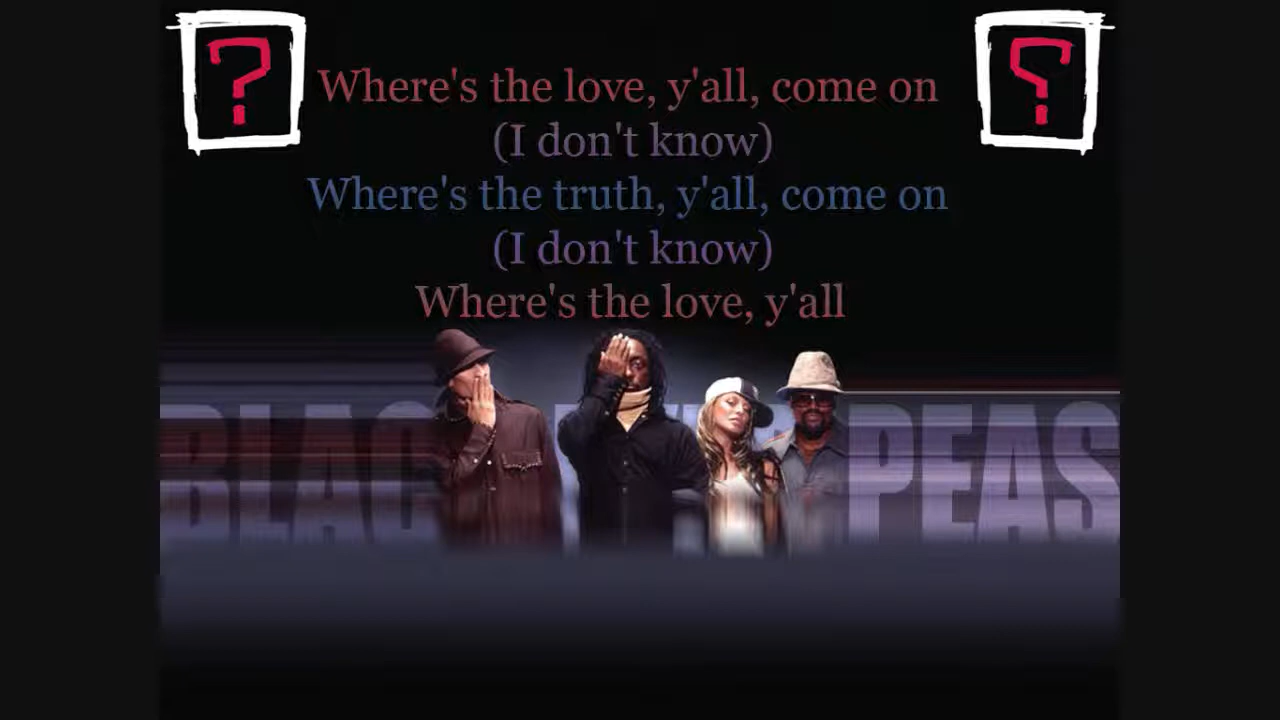 ?
?
Where's the love, y'all, come on
(I don't know)
Where's the truth, y'all, come on
(I don't know)
Where's the love, y'all
BLAC
PEAS